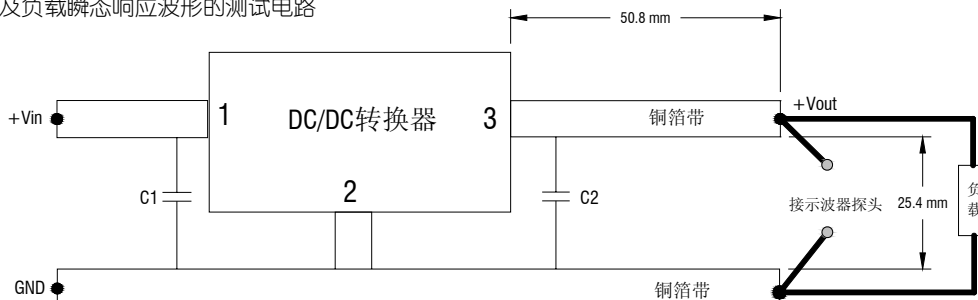 及负载瞬态响应波形的测试电路
50.8 mm
+Vin
1
DC/DC转换器
3
铜箔带
+Vout
C1
2
C2
接示波器探头
25.4 mm
负
载
GND
铜箔带